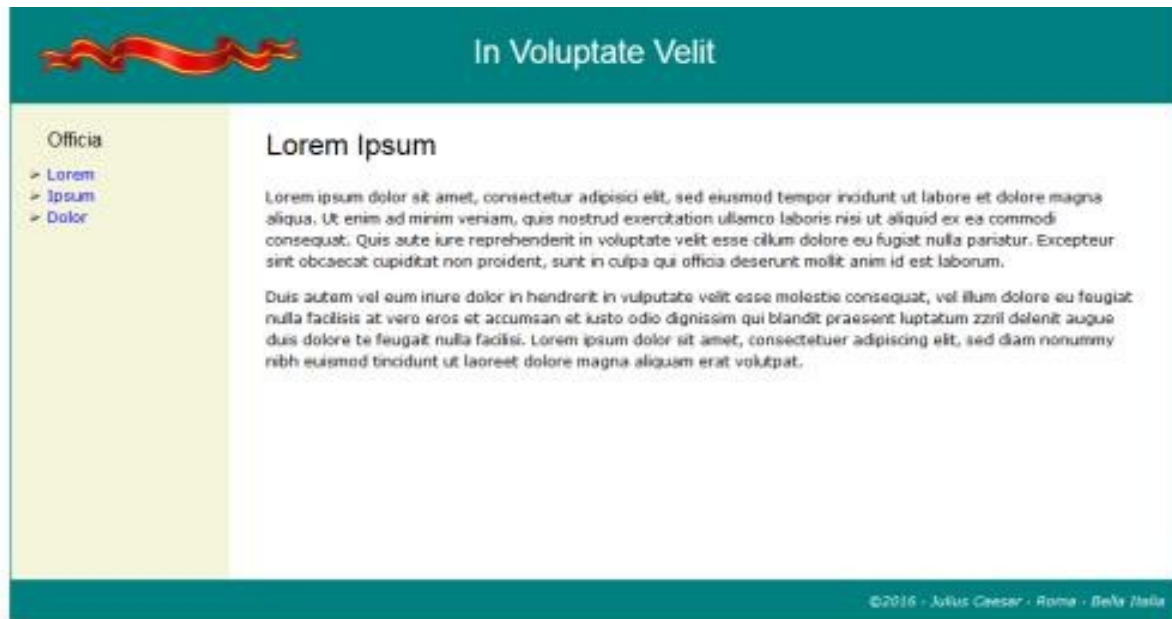 In Voluptate Velit
Officia
Lorem
Ipsum
Dolor
Lorem Ipsum
Lorem ipsum dolor sit amet, consectetur adipisici elit, sed eiusmod tempor incidunt ut labore et dolore magna
aliqua. Ut enim ad minim veniam, quis nostrud exercitation ullamco laboris nisi ut aliquid ex ea commodi
consequat. Quis aute iure reprehenderit in voluptate velit esse cillum dolore eu fugiat nulla pariatur. Excepteur
sint obcaecat cupiditat non proident, sunt in culpa qui officia deserunt mollit anim id est laborum.
Duis autem vel eum iriure dolor in hendrerit in vulputate velit esse molestie consequat, vel illum dolore eu feugiat
nulla facilisis at vero eros et accumsan et iusto odio dignissim qui blandit praesent luptatum zzril delenit augue
duis dolore te feugait nulla facilisi. Lorem ipsum dolor sit amet, consectetuer adipiscing elit, sed diam nonummy
nibh euismod tincidunt ut laoreet dolore magna aliquam erat volutpat.
©2016 - Julius Caesar - Roma - Bella Italia